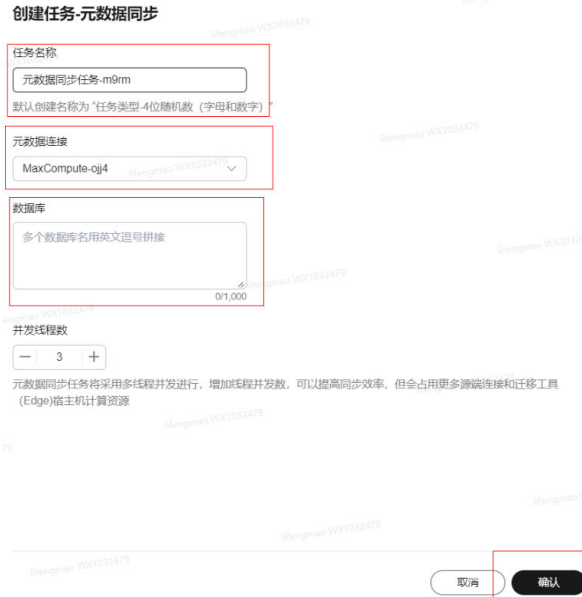 创建任务-元数据同步
任务名称
元数据同步任务-m9rm
默认创建名称为 "任务类型-4位随机数（字母和数字）"
元数据连接
MaxCompute-ojj4
数据库
多个数据库名用英文逗号拼接
0/1,000
并发线程数
3
元数据同步任务将采用多线程并发进行，增加线程并发数，可以提高同步效率，但会占用更多源端连接和迁移工具
（Edge)宿主机计算资源
取消
确认
lifengmao WX1032479